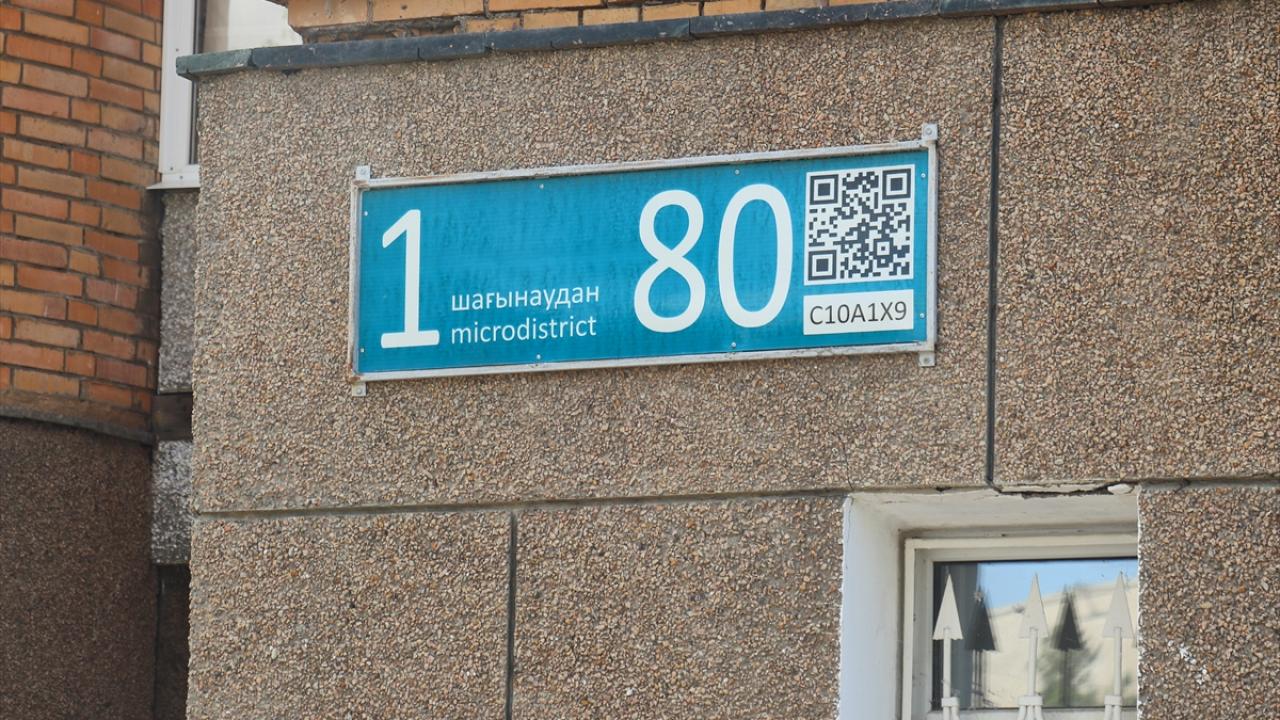 1 шағынаудан 80
microdistrict
C10A1X9